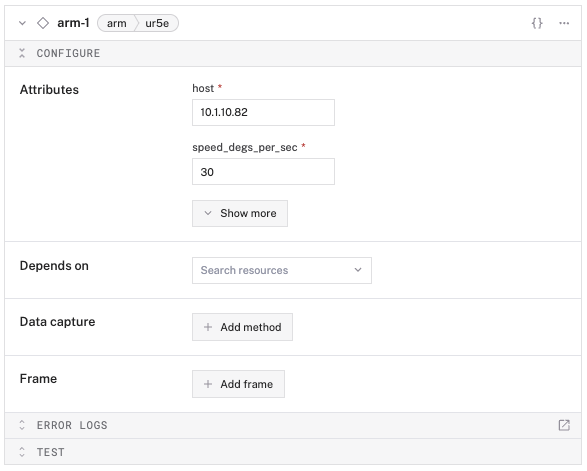 arm-1 arm ur5e {} ...
CONFIGURE
Attributes
host *
10.1.10.82
speed_degs_per_sec *
30
Show more
Depends on
Search resources
Data capture
+ Add method
Frame
+ Add frame
ERROR LOGS
TEST